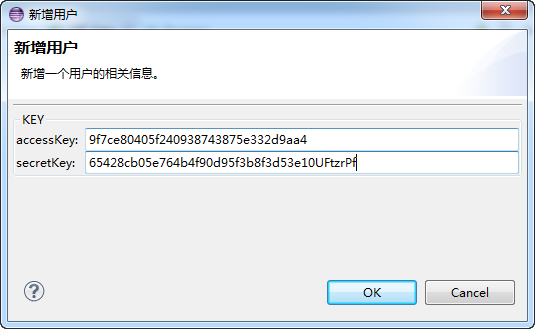 新增用户
新增用户
新增一个用户的相关信息。
KEY
accessKey: 9f7ce80405f240938743875e332d9aa4
secretKey: 65428cb05e764b4f90d95f3b8f3d53e10UFtzrPf
OK Cancel